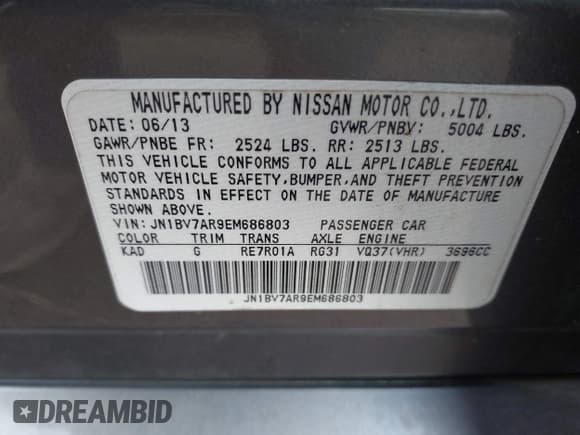 MANUFACTURED BY NISSAN MOTOR CO.,LTD.
DATE: 06/13 GVWR/PNBV: 5004 LBS.
GAWR/PNBE FR: 2524 LBS. RR: 2513 LBS.
THIS VEHICLE CONFORMS TO ALL APPLICABLE FEDERAL
MOTOR VEHICLE SAFETY,BUMPER,AND THEFT PREVENTION
STANDARDS IN EFFECT ON THE DATE OF MANUFACTURE
SHOWN ABOVE.
VIN: JN1BV7AR9EM686803 PASSENGER CAR
COLOR TRIM TRANS AXLE ENGINE
KAD G RE7R01A RG31 VQ37(VHR) 3696CC
JN1BV7AR9EM686803
DREAMBID